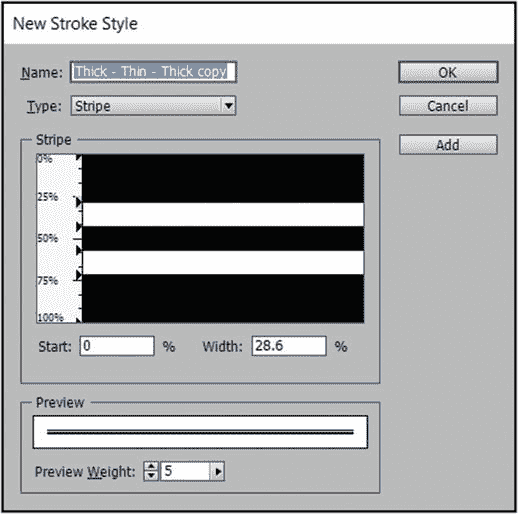 New Stroke Style
Name: Thick - Thin - Thick copy
OK
Type: Stripe
Cancel
Add
Stripe
0%
25%
50%
75%
100%
Start: 0 % Width: 28.6 %
Preview
Preview Weight: 5